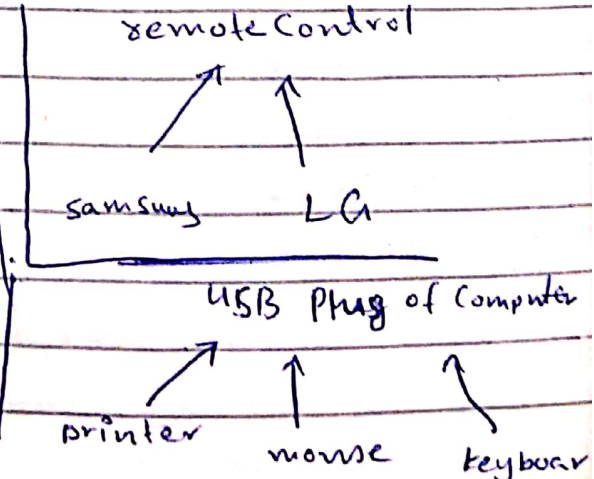 remote Control
samsung LG
USB Plug of Computer
printer mouse keyboar